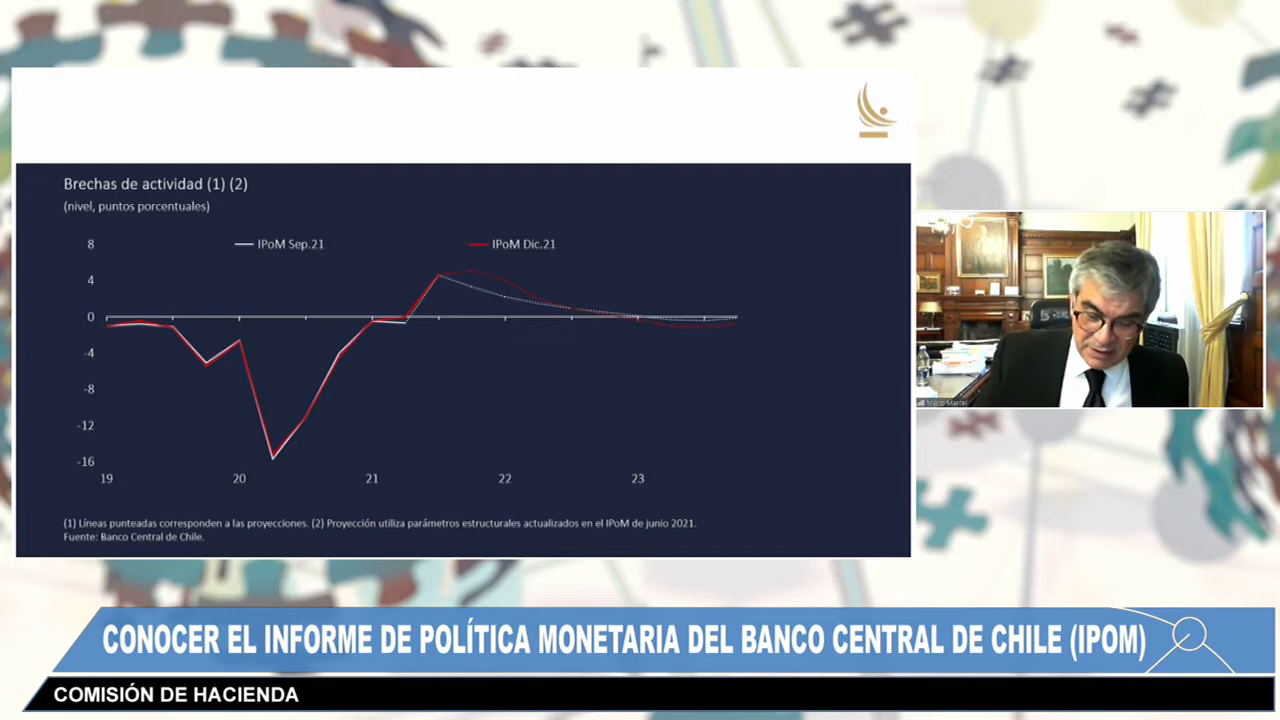 Brechas de actividad (1) (2)
(nivel, puntos porcentuales)
IPoM Sep.21
IPoM Dic.21
8
4
0
-4
-8
-12
-16
19
20
21
22
23
(1) Líneas punteadas corresponden a las proyecciones. (2) Proyección utiliza parámetros estructurales actualizados en el IPoM de junio 2021.
Fuente: Banco Central de Chile.
Mario Marcel
CONOCER EL INFORME DE POLÍTICA MONETARIA DEL BANCO CENTRAL DE CHILE (IPOM)
COMISIÓN DE HACIENDA